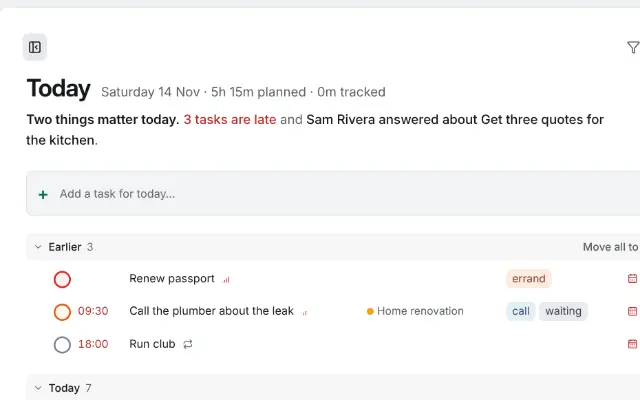 Today Saturday 14 Nov · 5h 15m planned · 0m tracked
Two things matter today. 3 tasks are late and Sam Rivera answered about Get three quotes for
the kitchen.
+ Add a task for today...
Earlier 3 Move all to
Renew passport errand
09:30 Call the plumber about the leak Home renovation call waiting
18:00 Run club
Today 7